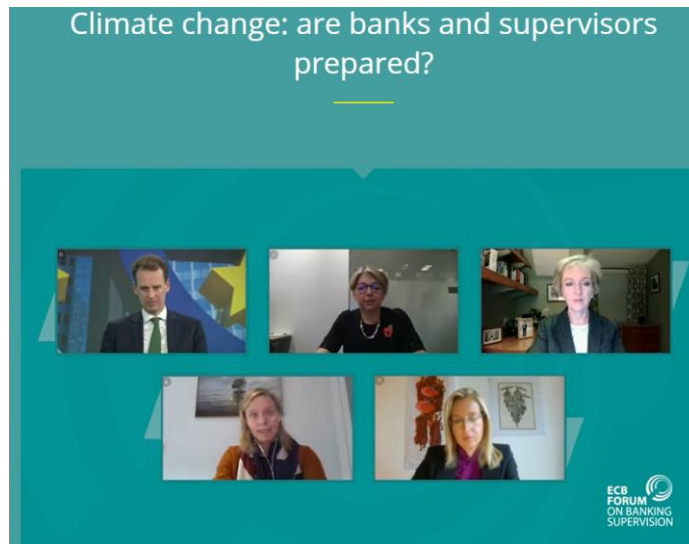 Climate change: are banks and supervisors
prepared?
ECB
FORUM
ON BANKING
SUPERVISION